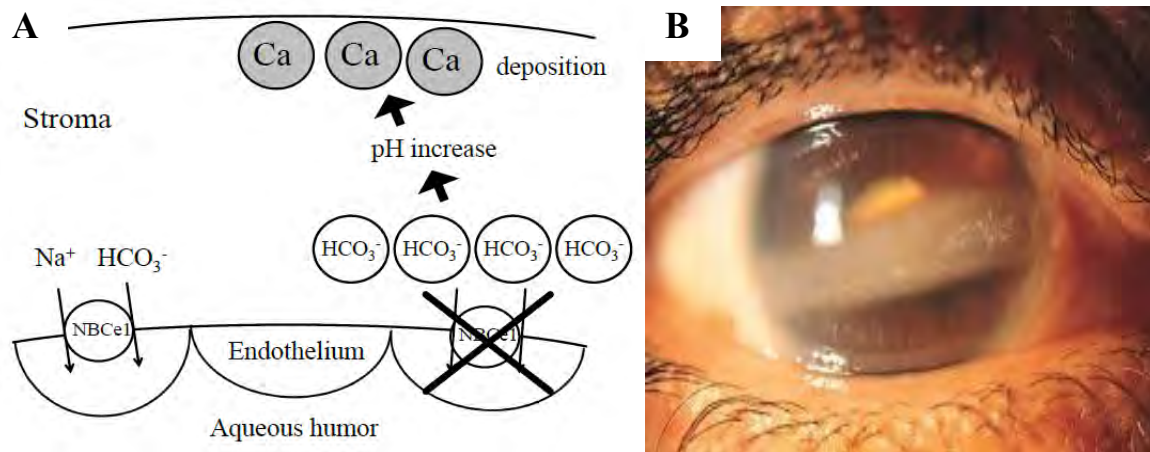 A
B
Ca Ca Ca deposition
Stroma
pH increase
HCO₃⁻ HCO₃⁻ HCO₃⁻ HCO₃⁻
Na⁺ HCO₃⁻
NBCe1 NBCe1
Endothelium
Aqueous humor